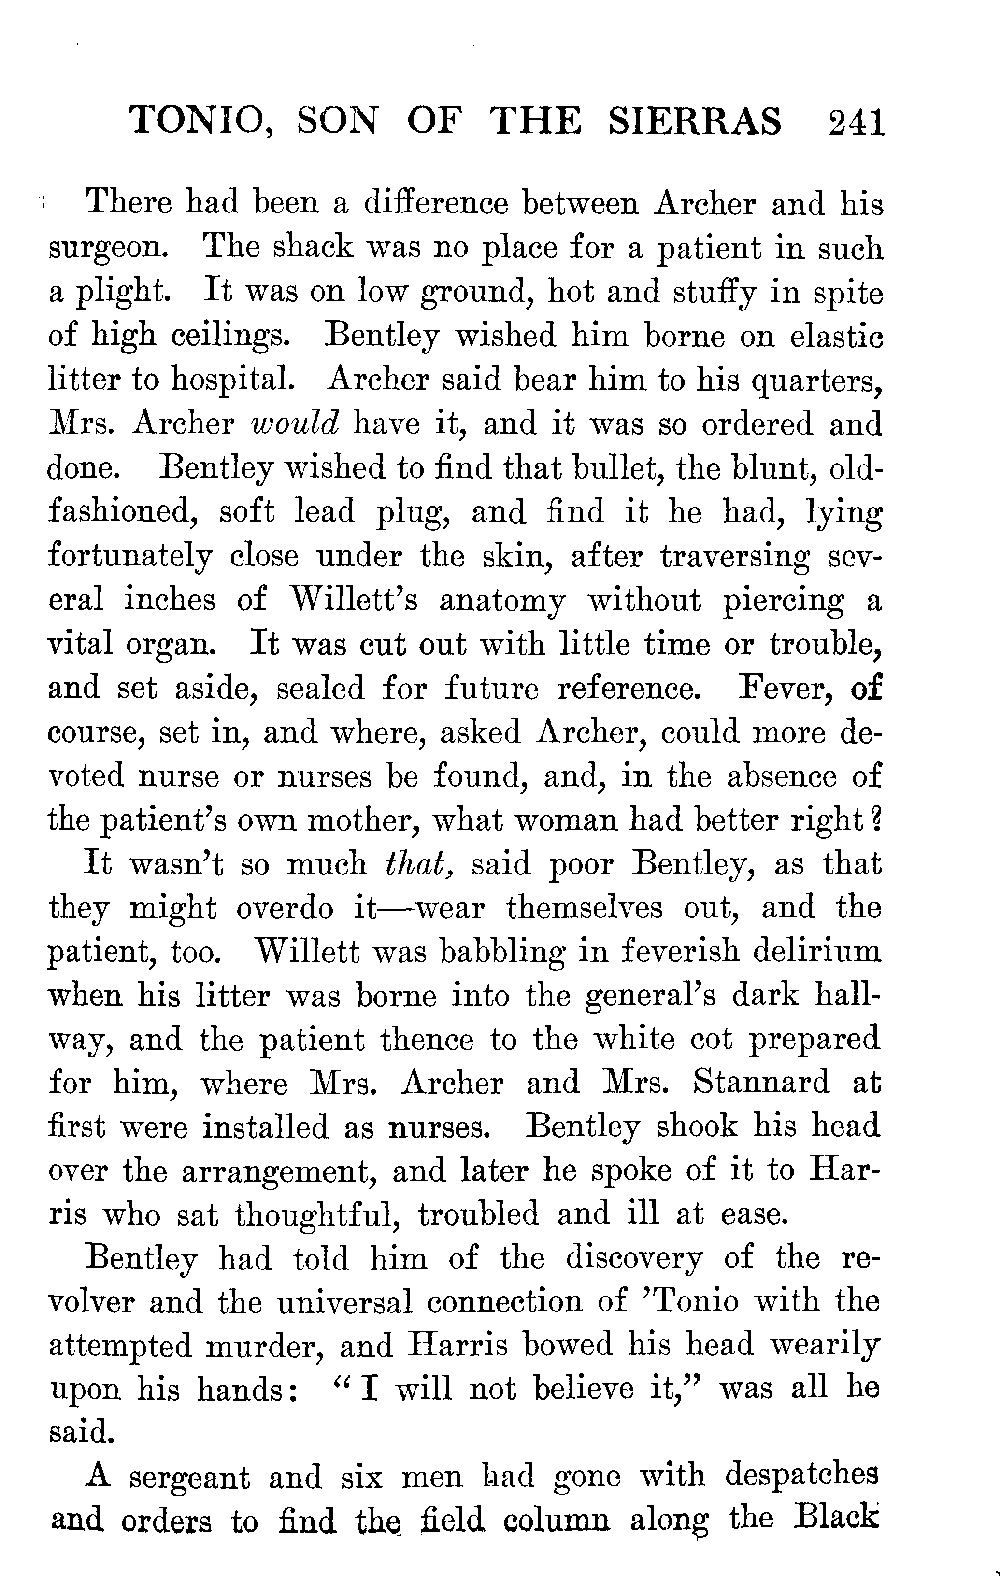 TONIO, SON OF THE SIERRAS 241
There had been a difference between Archer and his
surgeon. The shack was no place for a patient in such
a plight. It was on low ground, hot and stuffy in spite
of high ceilings. Bentley wished him borne on elastic
litter to hospital. Archer said bear him to his quarters,
Mrs. Archer would have it, and it was so ordered and
done. Bentley wished to find that bullet, the blunt, old-
fashioned, soft lead plug, and find it he had, lying
fortunately close under the skin, after traversing sev-
eral inches of Willett's anatomy without piercing a
vital organ. It was cut out with little time or trouble,
and set aside, sealed for future reference. Fever, of
course, set in, and where, asked Archer, could more de-
voted nurse or nurses be found, and, in the absence of
the patient's own mother, what woman had better right?
It wasn't so much that, said poor Bentley, as that
they might overdo it—wear themselves out, and the
patient, too. Willett was babbling in feverish delirium
when his litter was borne into the general's dark hall-
way, and the patient thence to the white cot prepared
for him, where Mrs. Archer and Mrs. Stannard at
first were installed as nurses. Bentley shook his head
over the arrangement, and later he spoke of it to Har-
ris who sat thoughtful, troubled and ill at ease.
Bentley had told him of the discovery of the re-
volver and the universal connection of 'Tonio with the
attempted murder, and Harris bowed his head wearily
upon his hands: "I will not believe it," was all he
said.
A sergeant and six men had gone with despatches
and orders to find the field column along the Black